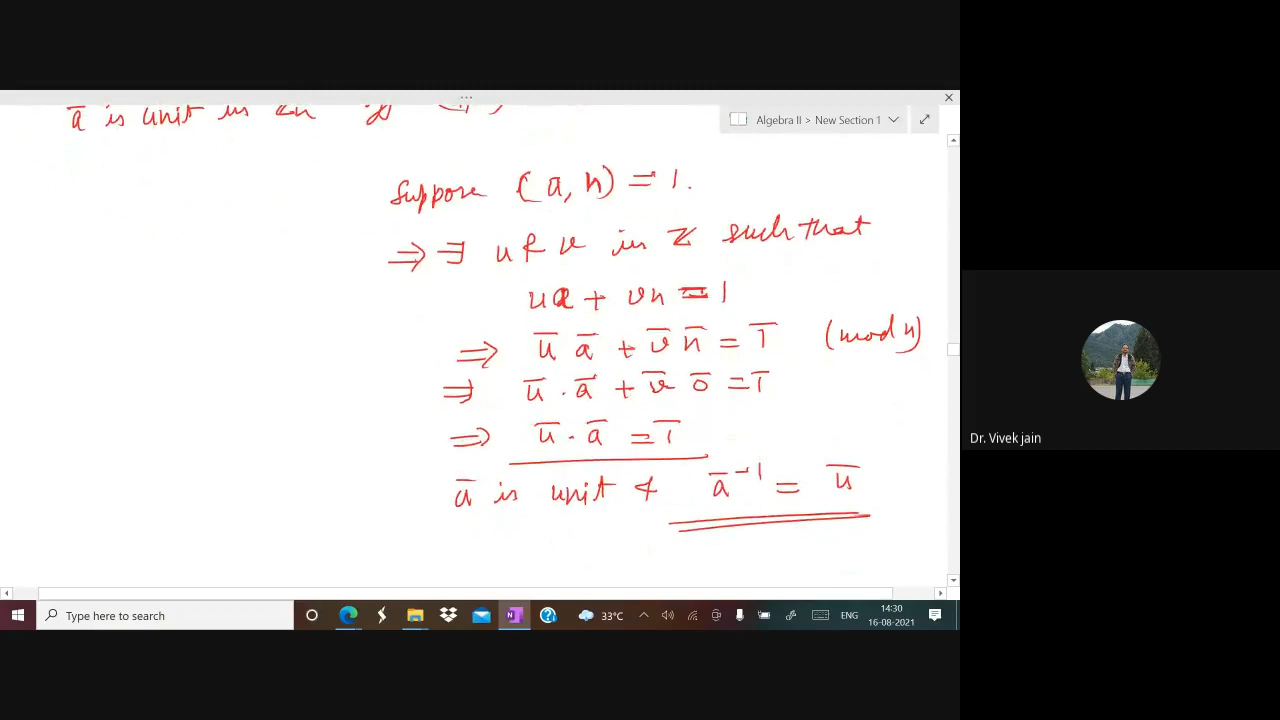 ā is unit in ℤn
Algebra II > New Section 1
Suppose (a, n) = 1.
⇒ ∃ u & v in ℤ such that
ua + vn = 1
⇒ ū ā + v̄ n̄ = 1̄ (mod n)
⇒ ū · ā + v̄ 0̄ = 1̄
⇒ ū · ā = 1̄
ā is unit & ā⁻¹ = ū
Dr. Vivek jain
Type here to search
33°C
ENG
14:30
16-08-2021